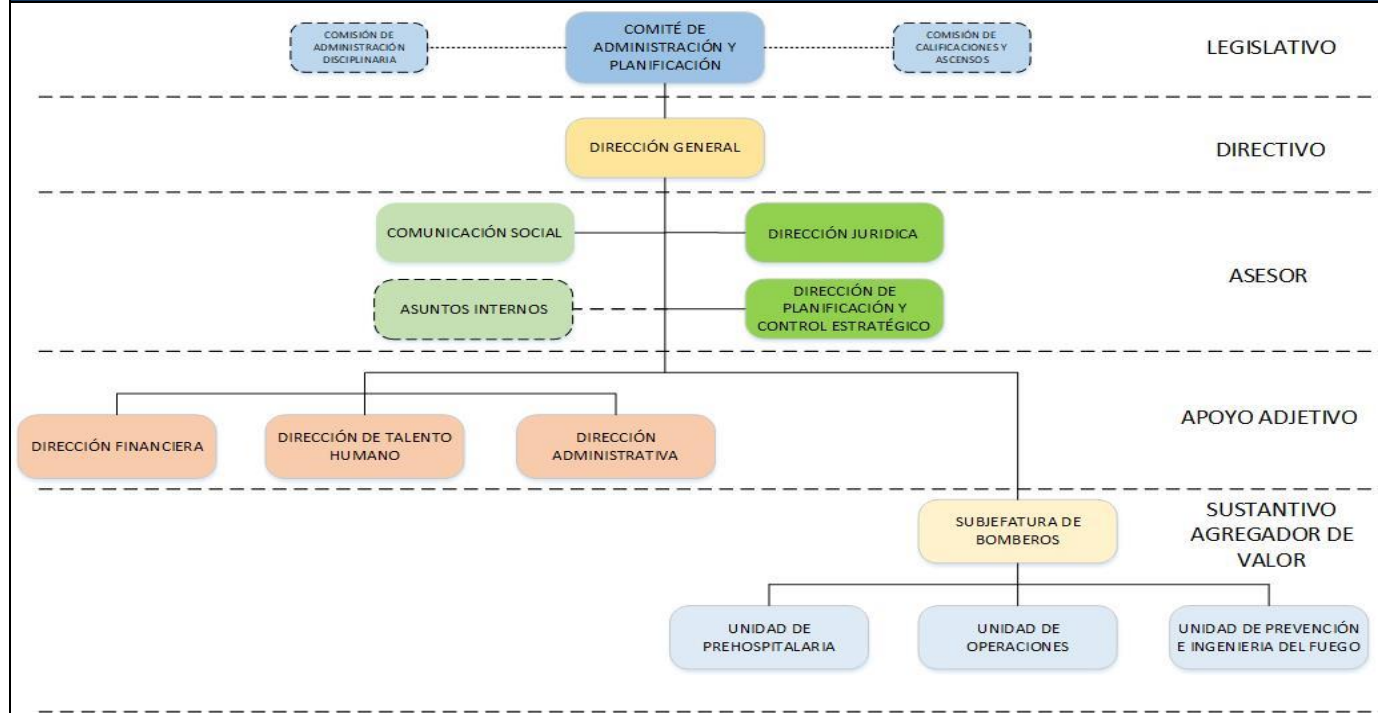 COMISIÓN DE
ADMINISTRACIÓN
DISCIPLINARIA
COMITÉ DE
ADMINISTRACIÓN Y
PLANIFICACIÓN
COMISIÓN DE
CALIFICACIONES Y
ASCENSOS
LEGISLATIVO
DIRECCIÓN GENERAL
DIRECTIVO
COMUNICACIÓN SOCIAL
DIRECCIÓN JURIDICA
ASUNTOS INTERNOS
DIRECCIÓN DE
PLANIFICACIÓN Y
CONTROL ESTRATÉGICO
ASESOR
DIRECCIÓN FINANCIERA
DIRECCIÓN DE TALENTO
HUMANO
DIRECCIÓN
ADMINISTRATIVA
APOYO ADJETIVO
SUBJEFATURA DE
BOMBEROS
SUSTANTIVO
AGREGADOR DE
VALOR
UNIDAD DE
PREHOSPITALARIA
UNIDAD DE
OPERACIONES
UNIDAD DE PREVENCIÓN
E INGENIERIA DEL FUEGO